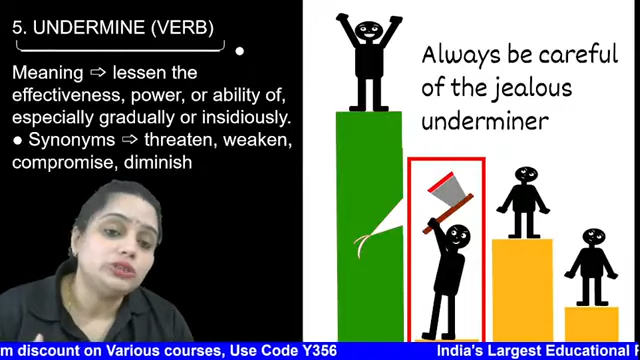 5. UNDERMINE (VERB)
Meaning ⇨ lessen the
effectiveness, power, or ability of,
especially gradually or insidiously.
● Synonyms ⇨ threaten, weaken,
compromise, diminish
Always be careful
of the jealous
underminer
m discount on Various courses, Use Code Y356
India's Largest Educational